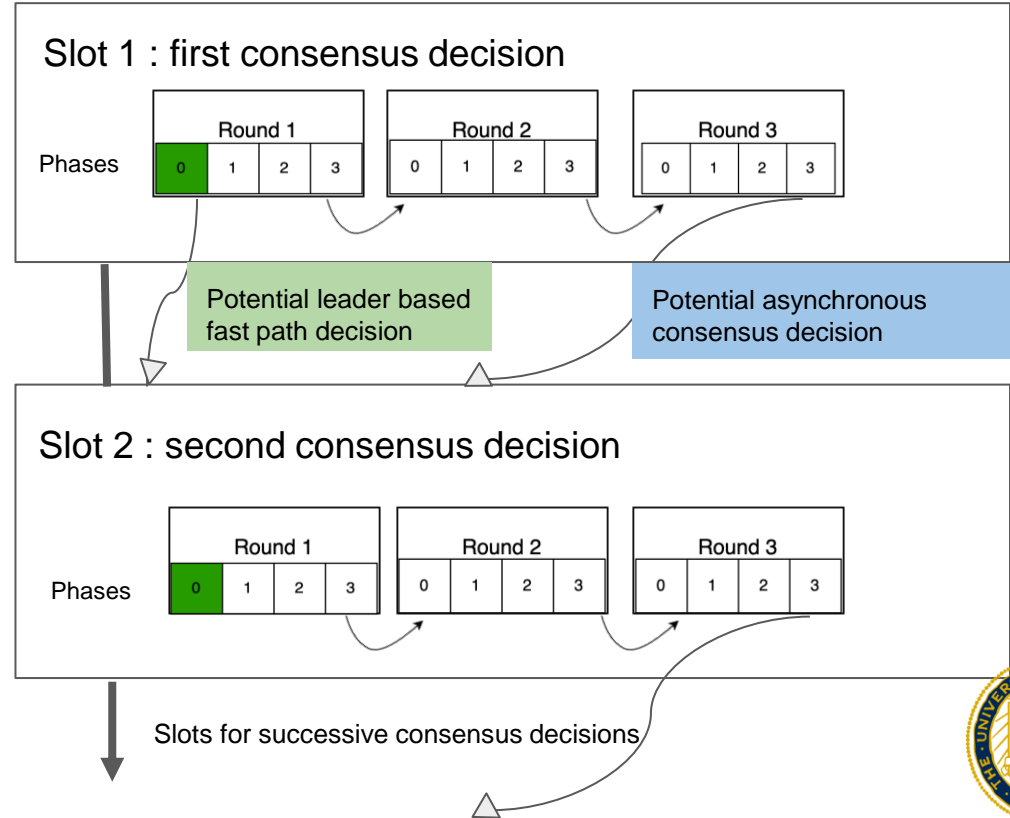 Slot 1 : first consensus decision
Round 1
Round 2
Round 3
Phases
0 1 2 3
0 1 2 3
0 1 2 3
Potential leader based
fast path decision
Potential asynchronous
consensus decision
Slot 2 : second consensus decision
Round 1
Round 2
Round 3
Phases
0 1 2 3
0 1 2 3
0 1 2 3
Slots for successive consensus decisions
THE · UNIVER